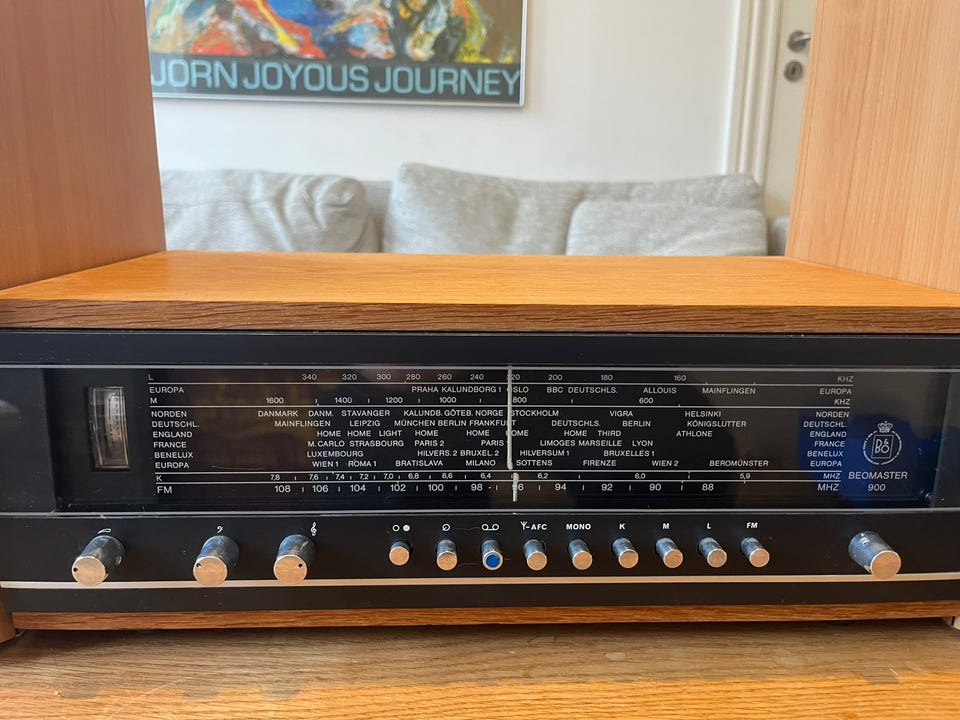 JORN JOYOUS JOURNEY
L 340 320 300 280 260 240 220 200 180 160 KHZ
EUROPA PRAHA KALUNDBORG 1 OSLO BBC DEUTSCHLS. ALLOUIS MAINFLINGEN EUROPA
M 1600 1400 1200 1000 800 600 KHZ
NORDEN DANMARK DANM. STAVANGER KALUNDB. GÖTEB. NORGE STOCKHOLM VIGRA HELSINKI NORDEN
DEUTSCHL. MAINFLINGEN LEIPZIG MÜNCHEN BERLIN FRANKFURT DEUTSCHLS. BERLIN KÖNIGSLUTTER DEUTSCHL.
ENGLAND HOME HOME LIGHT HOME HOME HOME HOME THIRD ATHLONE ENGLAND
FRANCE M.CARLO STRASBOURG PARIS 2 PARIS LIMOGES MARSEILLE LYON FRANCE
BENELUX LUXEMBOURG HILVERS. 2 BRUXEL. 2 HILVERSUM 1 BRUXELLES 1 BENELUX
EUROPA WIEN 1 ROMA 1 BRATISLAVA MILANO SOTTENS FIRENZE WIEN 2 BEROMÜNSTER EUROPA
K 7,8 7,6 7,4 7,2 7,0 6,8 6,6 6,4 6,2 6,0 5,9 MHZ
FM 108 106 104 102 100 98 96 94 92 90 88 MHZ
B&O
BEOMASTER
900
AFC MONO K M L FM